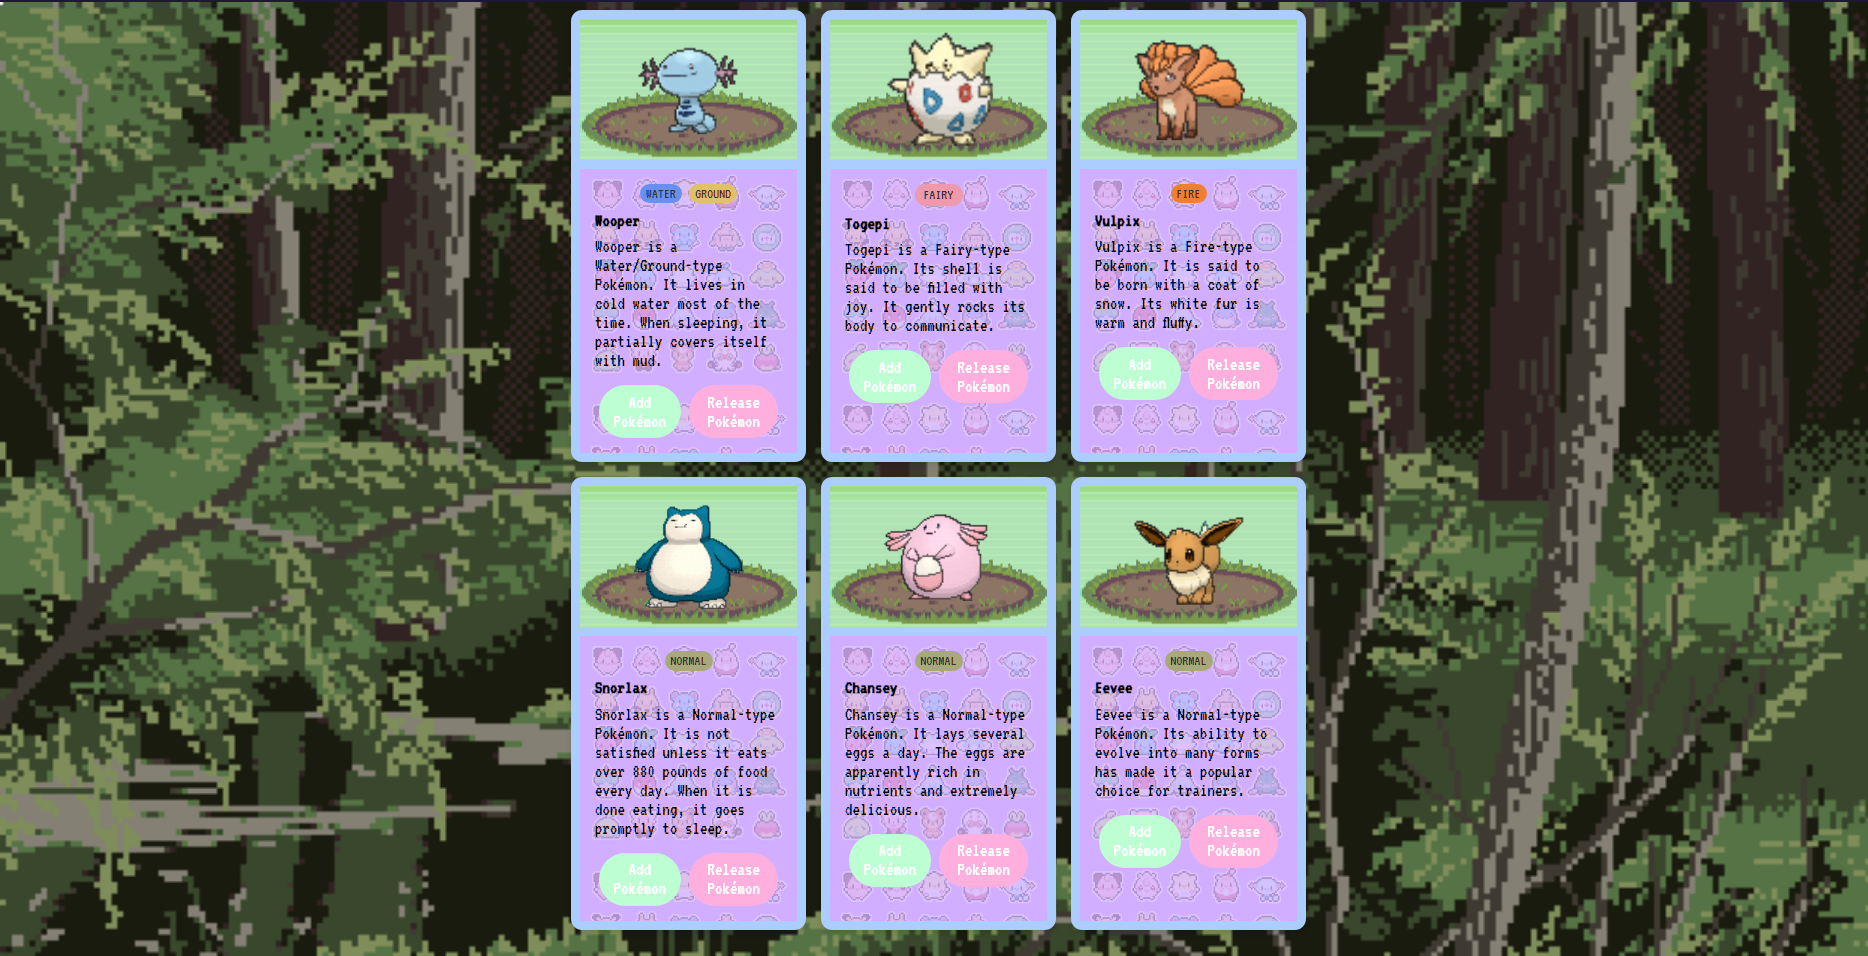 WATER GROUND
Wooper
Wooper is a
Water/Ground-type
Pokémon. It lives in
cold water most of the
time. When sleeping, it
partially covers itself
with mud.
Add
Pokémon
Release
Pokémon
FAIRY
Togepi
Togepi is a Fairy-type
Pokémon. Its shell is
said to be filled with
joy. It gently rocks its
body to communicate.
Add
Pokémon
Release
Pokémon
FIRE
Vulpix
Vulpix is a Fire-type
Pokémon. It is said to
be born with a coat of
snow. Its white fur is
warm and fluffy.
Add
Pokémon
Release
Pokémon
NORMAL
Snorlax
Snorlax is a Normal-type
Pokémon. It is not
satisfied unless it eats
over 880 pounds of food
every day. When it is
done eating, it goes
promptly to sleep.
Add
Pokémon
Release
Pokémon
NORMAL
Chansey
Chansey is a Normal-type
Pokémon. It lays several
eggs a day. The eggs are
apparently rich in
nutrients and extremely
delicious.
Add
Pokémon
Release
Pokémon
NORMAL
Eevee
Eevee is a Normal-type
Pokémon. Its ability to
evolve into many forms
has made it a popular
choice for trainers.
Add
Pokémon
Release
Pokémon